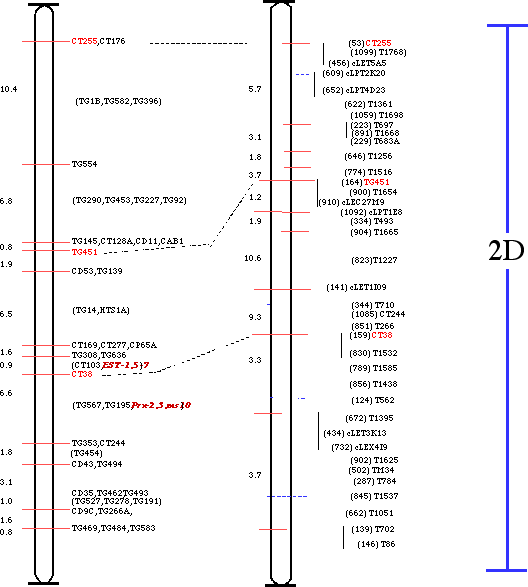 CT255,CT176
10.4
(TG1B,TG582,TG396)
TG554
6.8
(TG290,TG453,TG227,TG92)
TG145,CT128A,CD11,CAB1
0.8
TG451
1.9
CD53,TG139
6.5
(TG14,HTS1A)
CT169,CT277,CP65A
1.6
TG308,TG636
0.9
(CT103,EST-1,5)7
CT38
6.6
(TG567,TG195,Prx-2,3,ms)0
TG353,CT244
1.8
(TG454)
CD43,TG494
3.1
CD35,TG462TG493
1.0
(TG527,TG278,TG191)
1.6
CD9C,TG266A,
0.8
TG469,TG484,TG583
(53) CT255
(1099) T1768)
(456) cLET5A5
(609) cLPT2K20
5.7
(652) cLPT4D23
(622) T1361
(1059) T1698
(223) T697
(891) T1668
3.1
(229) T683A
1.8
(646) T1256
3.7
(774) T1516
(164) TG451
(900) T1654
1.2
(910) cLEC27M9
(1092) cLPT1E8
1.9
(334) T493
(904) T1665
10.6
(823)T1227
(141) cLET1I09
(344) T710
9.3
(1085) CT244
(851) T266
(159) CT38
3.3
(830) T1532
(789) T1585
(856) T1438
(124) T562
(672) T1395
(434) cLET3K13
(732) cLEX4I9
(902) T1625
3.7
(502) TM34
(287) T784
(845) T1537
(662) T1051
(139) T702
(146) T86
2D